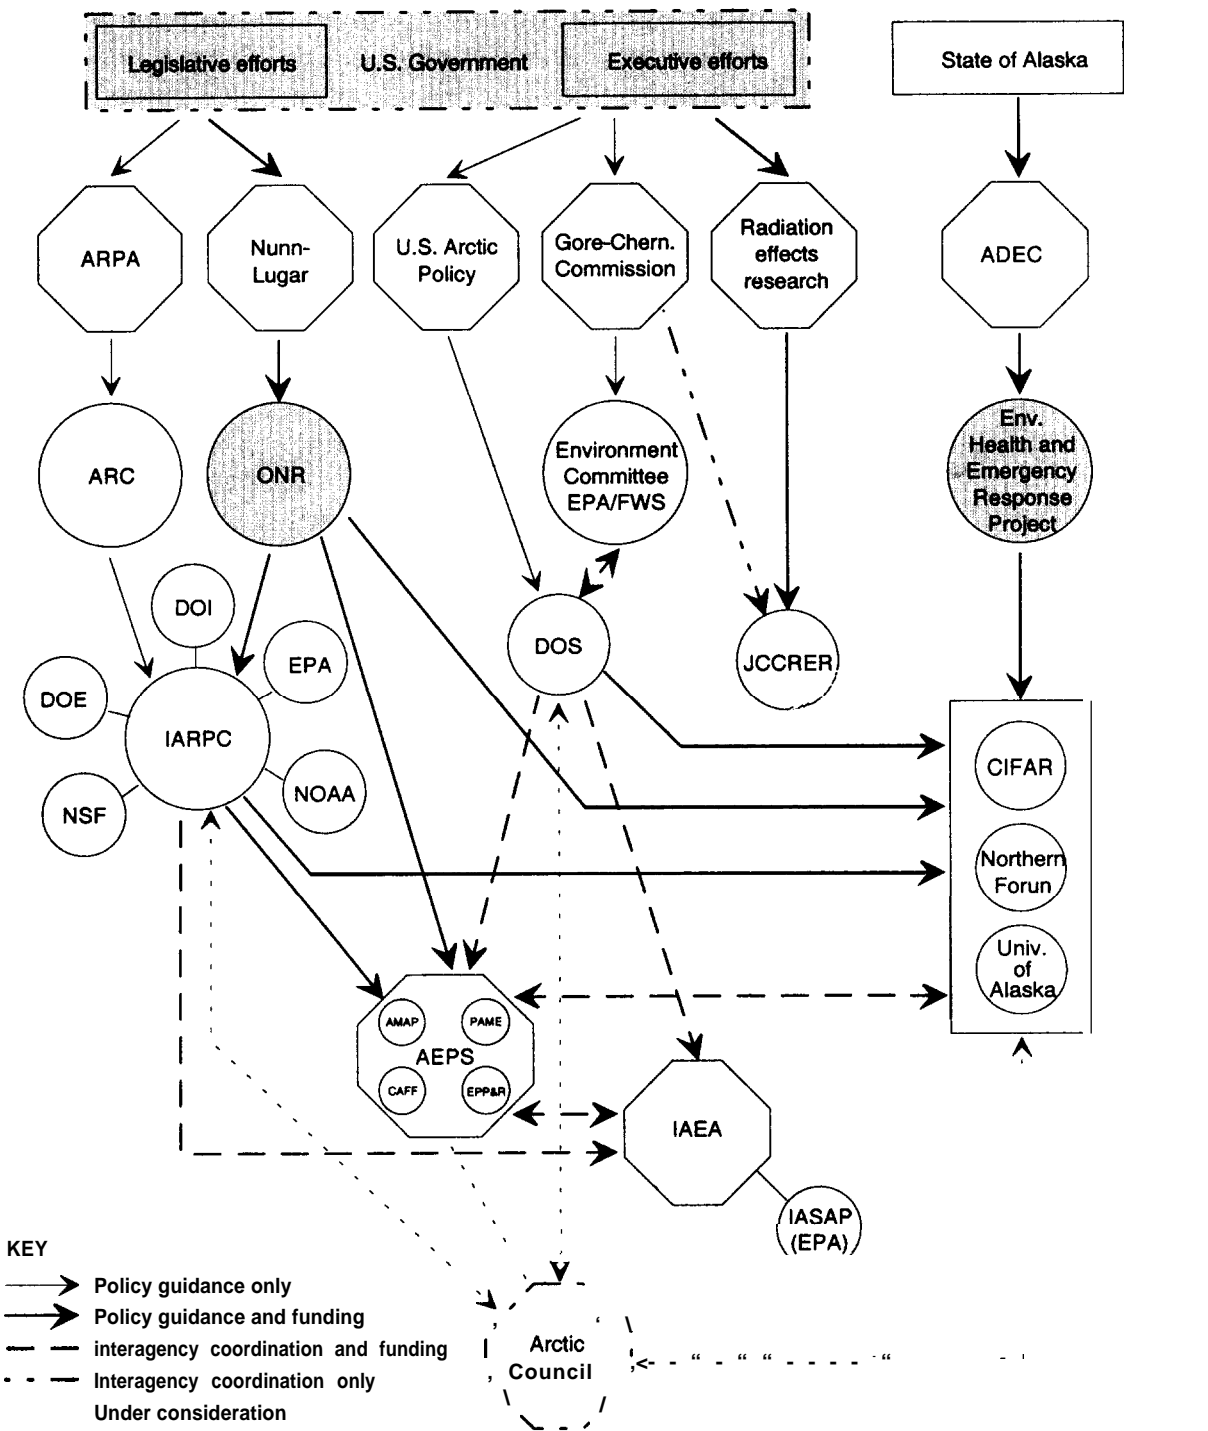 Legislative efforts
U.S. Government
Executive efforts
State of Alaska
ARPA
Nunn-
Lugar
U.S. Arctic
Policy
Gore-Chern.
Commission
Radiation
effects
research
ADEC
ARC
ONR
Environment
Committee
EPA/FWS
Env.
Health and
Emergency
Response
Project
DOI
EPA
DOE
IARPC
NSF
NOAA
DOS
JCCRER
CIFAR
Northern
Forun
Univ.
of
Alaska
AMAP
PAME
AEPS
CAFF
EPP&R
IAEA
IASAP
(EPA)
Arctic
Council
KEY
Policy guidance only
Policy guidance and funding
interagency coordination and funding
Interagency coordination only
Under consideration